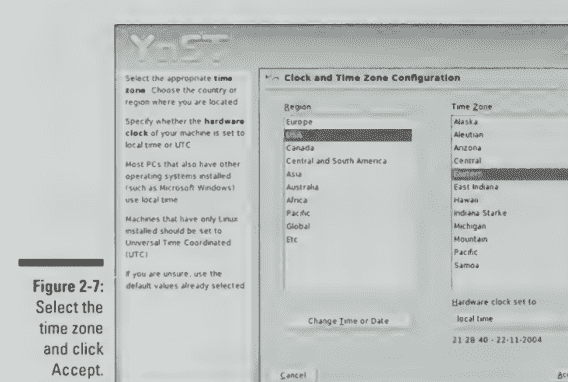 YaST
Select the appropriate time
zone. Choose the country or
region where you are located
Specify whether the hardware
clock of your machine is set to
local time or UTC
Most PCs that also have other
operating systems installed
(such as Microsoft Windows)
use local time
Machines that have only Linux
installed should be set to
Universal Time Coordinated
(UTC)
If you are unsure, use the
default values already selected
Clock and Time Zone Configuration
Region
Europe
USA
Canada
Central and South America
Asia
Australia
Africa
Pacific
Global
Etc
Change Time or Date
Time Zone
Alaska
Aleutian
Arizona
Central
Eastern
East Indiana
Hawaii
Indiana Starke
Michigan
Mountain
Pacific
Samoa
Hardware clock set to
local time
21:28:40 - 22-11-2004
Cancel
Figure 2-7:
Select the
time zone
and click
Accept.